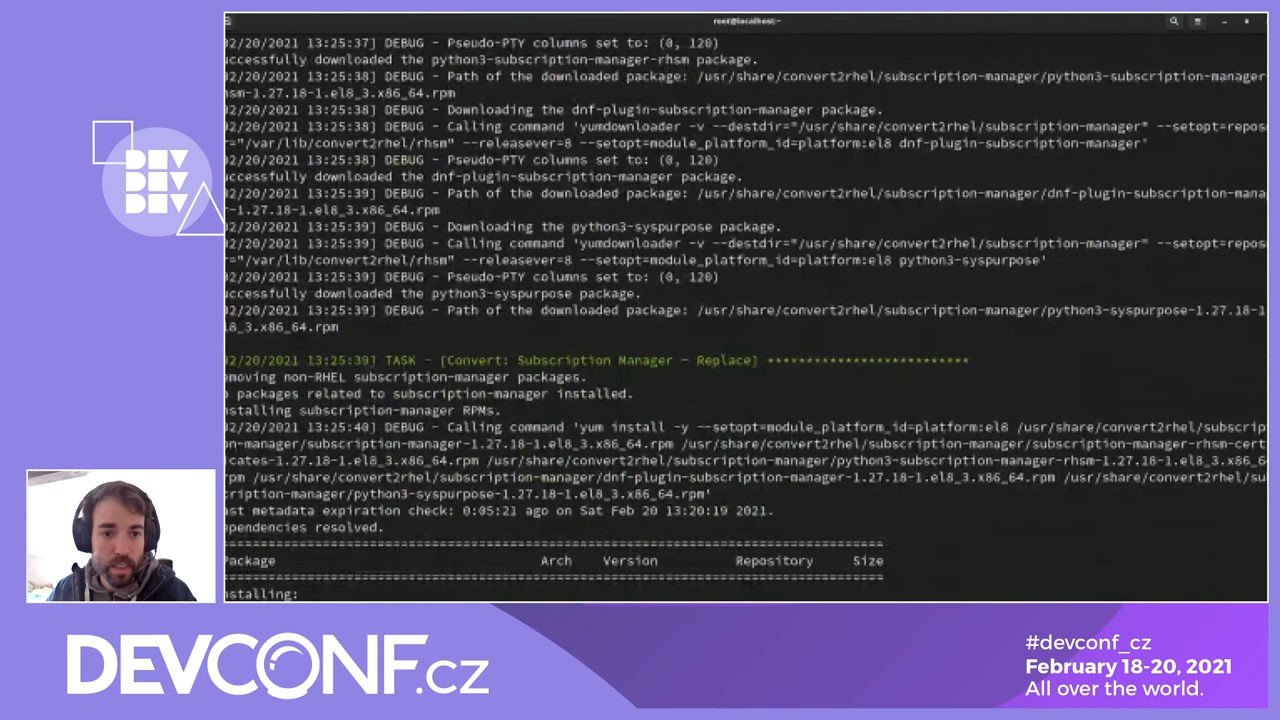 root@localhost:~
02/20/2021 13:25:37] DEBUG - Pseudo-PTY columns set to: (0, 120)
uccessfully downloaded the python3-subscription-manager-rhsm package.
02/20/2021 13:25:38] DEBUG - Path of the downloaded package: /usr/share/convert2rhel/subscription-manager/python3-subscription-manager-
hsm-1.27.18-1.el8_3.x86_64.rpm
02/20/2021 13:25:38] DEBUG - Downloading the dnf-plugin-subscription-manager package.
02/20/2021 13:25:38] DEBUG - Calling command 'yumdownloader -v --destdir="/usr/share/convert2rhel/subscription-manager" --setopt=repos
r="/var/lib/convert2rhel/rhsm" --releasever=8 --setopt=module_platform_id=platform:el8 dnf-plugin-subscription-manager'
02/20/2021 13:25:38] DEBUG - Pseudo-PTY columns set to: (0, 120)
uccessfully downloaded the dnf-plugin-subscription-manager package.
02/20/2021 13:25:39] DEBUG - Path of the downloaded package: /usr/share/convert2rhel/subscription-manager/dnf-plugin-subscription-mana
-1.27.18-1.el8_3.x86_64.rpm
02/20/2021 13:25:39] DEBUG - Downloading the python3-syspurpose package.
02/20/2021 13:25:39] DEBUG - Calling command 'yumdownloader -v --destdir="/usr/share/convert2rhel/subscription-manager" --setopt=repos
r="/var/lib/convert2rhel/rhsm" --releasever=8 --setopt=module_platform_id=platform:el8 python3-syspurpose'
02/20/2021 13:25:39] DEBUG - Pseudo-PTY columns set to: (0, 120)
uccessfully downloaded the python3-syspurpose package.
02/20/2021 13:25:39] DEBUG - Path of the downloaded package: /usr/share/convert2rhel/subscription-manager/python3-syspurpose-1.27.18-1
l8_3.x86_64.rpm
02/20/2021 13:25:39] TASK - [Convert: Subscription Manager - Replace] **************************
emoving non-RHEL subscription-manager packages.
o packages related to subscription-manager installed.
nstalling subscription-manager RPMs.
02/20/2021 13:25:40] DEBUG - Calling command 'yum install -y --setopt=module_platform_id=platform:el8 /usr/share/convert2rhel/subscrip
on-manager/subscription-manager-1.27.18-1.el8_3.x86_64.rpm /usr/share/convert2rhel/subscription-manager/subscription-manager-rhsm-cert
icates-1.27.18-1.el8_3.x86_64.rpm /usr/share/convert2rhel/subscription-manager/python3-subscription-manager-rhsm-1.27.18-1.el8_3.x86_6
rpm /usr/share/convert2rhel/subscription-manager/dnf-plugin-subscription-manager-1.27.18-1.el8_3.x86_64.rpm /usr/share/convert2rhel/su
cription-manager/python3-syspurpose-1.27.18-1.el8_3.x86_64.rpm'
ast metadata expiration check: 0:05:21 ago on Sat Feb 20 13:20:19 2021.
ependencies resolved.
Package Arch Version Repository Size
nstalling:
DEV
DEV
DEV
DEVCONF.cz
#devconf_cz
February 18-20, 2021
All over the world.